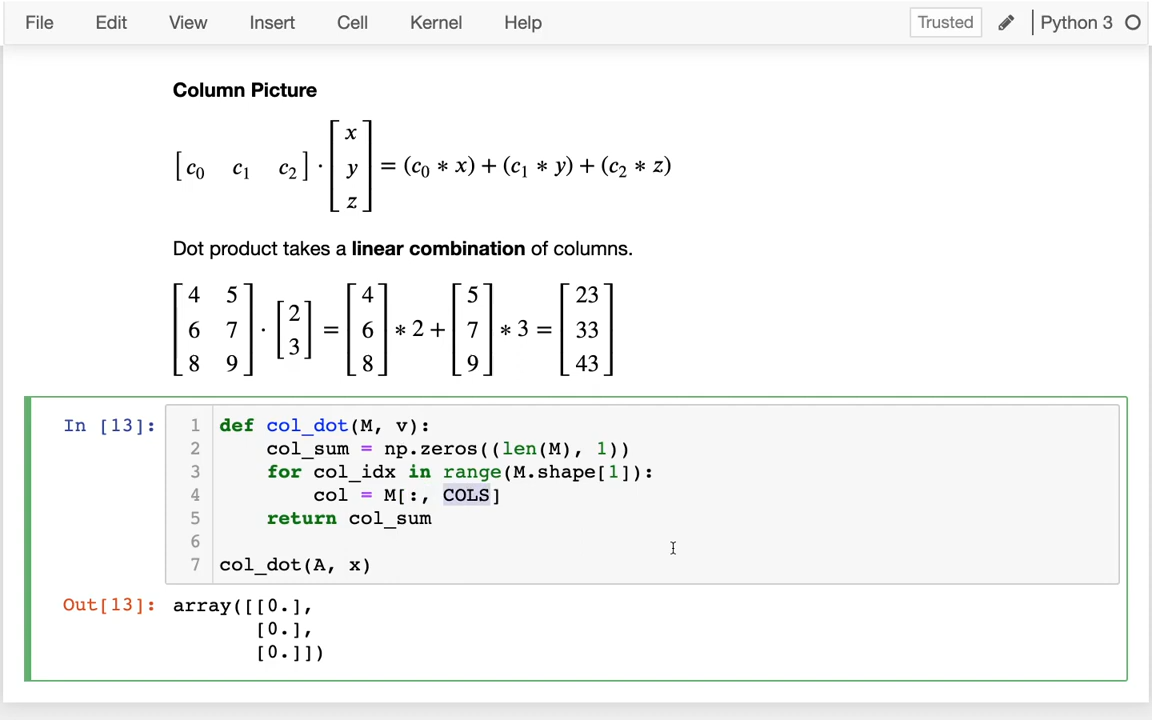 File Edit View Insert Cell Kernel Help Trusted Python 3
Column Picture
[c₀ c₁ c₂] · [x y z] = (c₀ ∗ x) + (c₁ ∗ y) + (c₂ ∗ z)
Dot product takes a linear combination of columns.
[4 5
6 7
8 9] · [2
3] = [4
6
8] ∗ 2 + [5
7
9] ∗ 3 = [23
33
43]
In [13]:
1 def col_dot(M, v):
2     col_sum = np.zeros((len(M), 1))
3     for col_idx in range(M.shape[1]):
4         col = M[:, COLS]
5     return col_sum
6
7 col_dot(A, x)
Out[13]: array([[0.],
[0.],
[0.]])